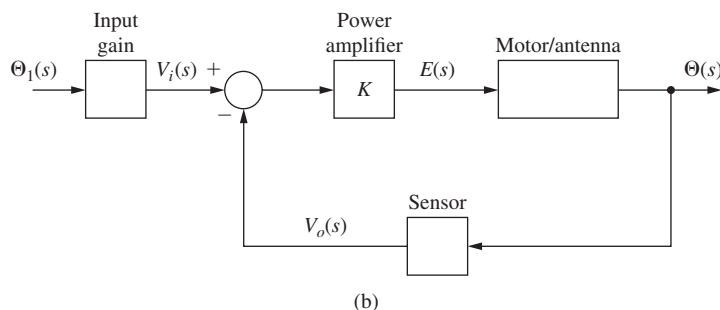 Input
gain
Power
amplifier
Motor/antenna
Θ₁(s)
Vᵢ(s)
+
−
K
E(s)
Θ(s)
Sensor
Vₒ(s)
(b)